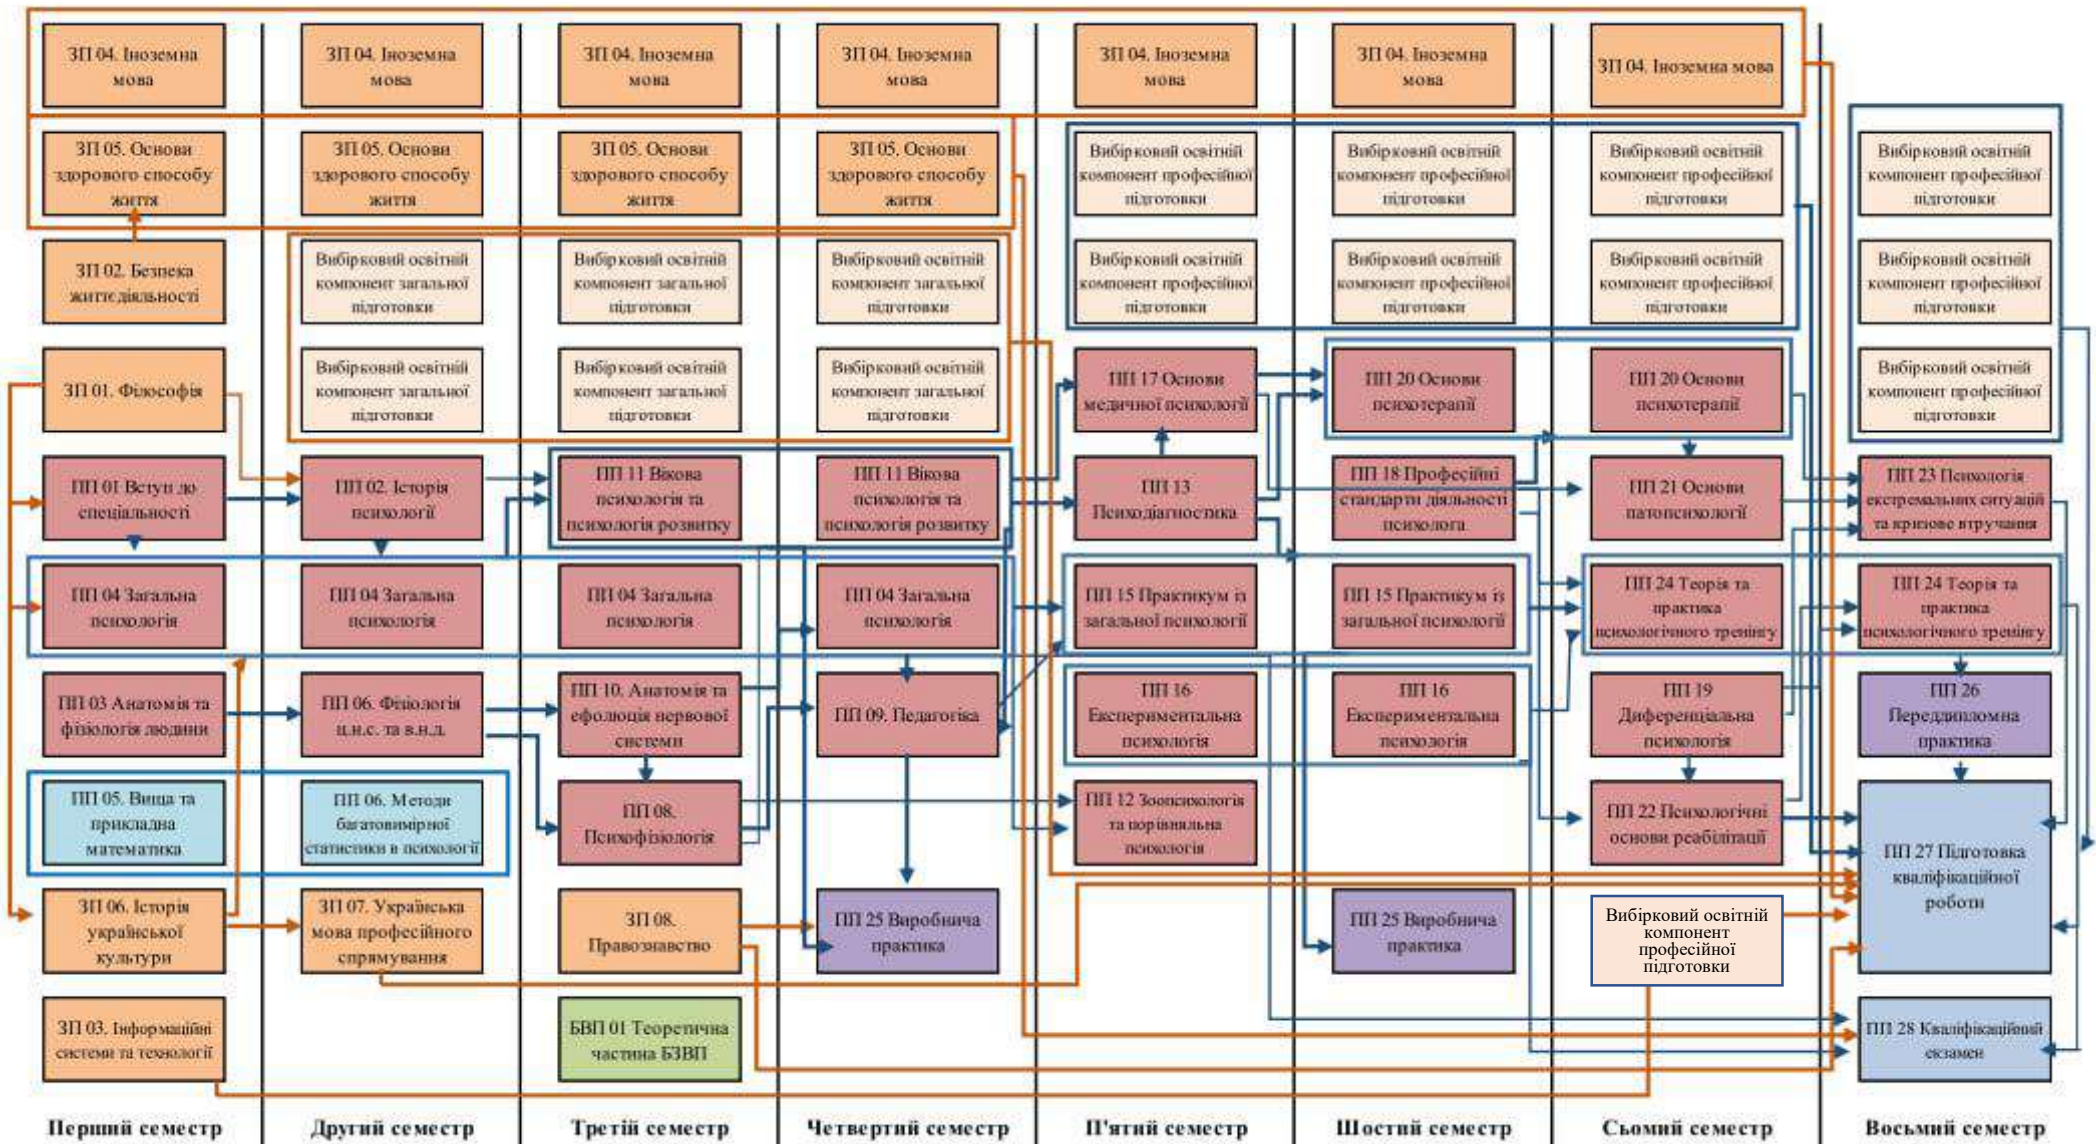 ЗП 04. Іноземна
мова
ЗП 05. Основи
здорового способу
життя
ЗП 02. Безпека
життєдіяльності
ЗП 01. Філософія
ПП 01 Вступ до
спеціальності
ПП 04 Загальна
психологія
ПП 03 Анатомія та
фізіологія людини
ПП 05. Вища та
прикладна
математика
ЗП 06. Історія
української
культури
ЗП 03. Інформаційні
системи та технології
Перший семестр
ЗП 04. Іноземна
мова
ЗП 05. Основи
здорового способу
життя
Вибірковий освітній
компонент загальної
підготовки
Вибірковий освітній
компонент загальної
підготовки
ПП 02. Історія
психології
ПП 04 Загальна
психологія
ПП 06. Фізіологія
ц.н.с. та в.н.д.
ПП 06. Методи
багатовимірної
статистики в психології
ЗП 07. Українська
мова професійного
спрямування
Другий семестр
ЗП 04. Іноземна
мова
ЗП 05. Основи
здорового способу
життя
Вибірковий освітній
компонент загальної
підготовки
Вибірковий освітній
компонент загальної
підготовки
ПП 11 Вікова
психологія та
психологія розвитку
ПП 04 Загальна
психологія
ПП 10. Анатомія та
ефолюція нервової
системи
ПП 08.
Психофізіологія
ЗП 08.
Правознавство
БВП 01 Теоретична
частина БЗВП
Третій семестр
ЗП 04. Іноземна
мова
ЗП 05. Основи
здорового способу
життя
Вибірковий освітній
компонент загальної
підготовки
Вибірковий освітній
компонент загальної
підготовки
ПП 11 Вікова
психологія та
психологія розвитку
ПП 04 Загальна
психологія
ПП 09. Педагогіка
ПП 25 Виробнича
практика
Четвертий семестр
ЗП 04. Іноземна
мова
Вибірковий освітній
компонент професійної
підготовки
Вибірковий освітній
компонент професійної
підготовки
ПП 17 Основи
медичної психології
ПП 13
Психодіагностика
ПП 15 Практикум із
загальної психології
ПП 16
Експериментальна
психологія
ПП 12 Зоопсихологія
та порівняльна
психологія
П'ятий семестр
ЗП 04. Іноземна
мова
Вибірковий освітній
компонент професійної
підготовки
Вибірковий освітній
компонент професійної
підготовки
ПП 20 Основи
психотерапії
ПП 18 Професійні
стандарти діяльності
психолога
ПП 15 Практикум із
загальної психології
ПП 16
Експериментальна
психологія
ПП 25 Виробнича
практика
Шостий семестр
ЗП 04. Іноземна мова
Вибірковий освітній
компонент професійної
підготовки
Вибірковий освітній
компонент професійної
підготовки
ПП 20 Основи
психотерапії
ПП 21 Основи
патопсихології
ПП 24 Теорія та
практика
психологічного тренінгу
ПП 19
Диференціальна
психологія
ПП 22 Психологічні
основи реабілітації
Вибірковий освітній
компонент
професійної
підготовки
Сьомий семестр
Вибірковий освітній
компонент професійної
підготовки
Вибірковий освітній
компонент професійної
підготовки
Вибірковий освітній
компонент професійної
підготовки
ПП 23 Психологія
екстремальних ситуацій
та кризове втручання
ПП 24 Теорія та
практика
психологічного тренінгу
ПП 26
Переддипломна
практика
ПП 27 Підготовка
кваліфікаційної
роботи
ПП 28 Кваліфікаційний
екзамен
Восьмий семестр